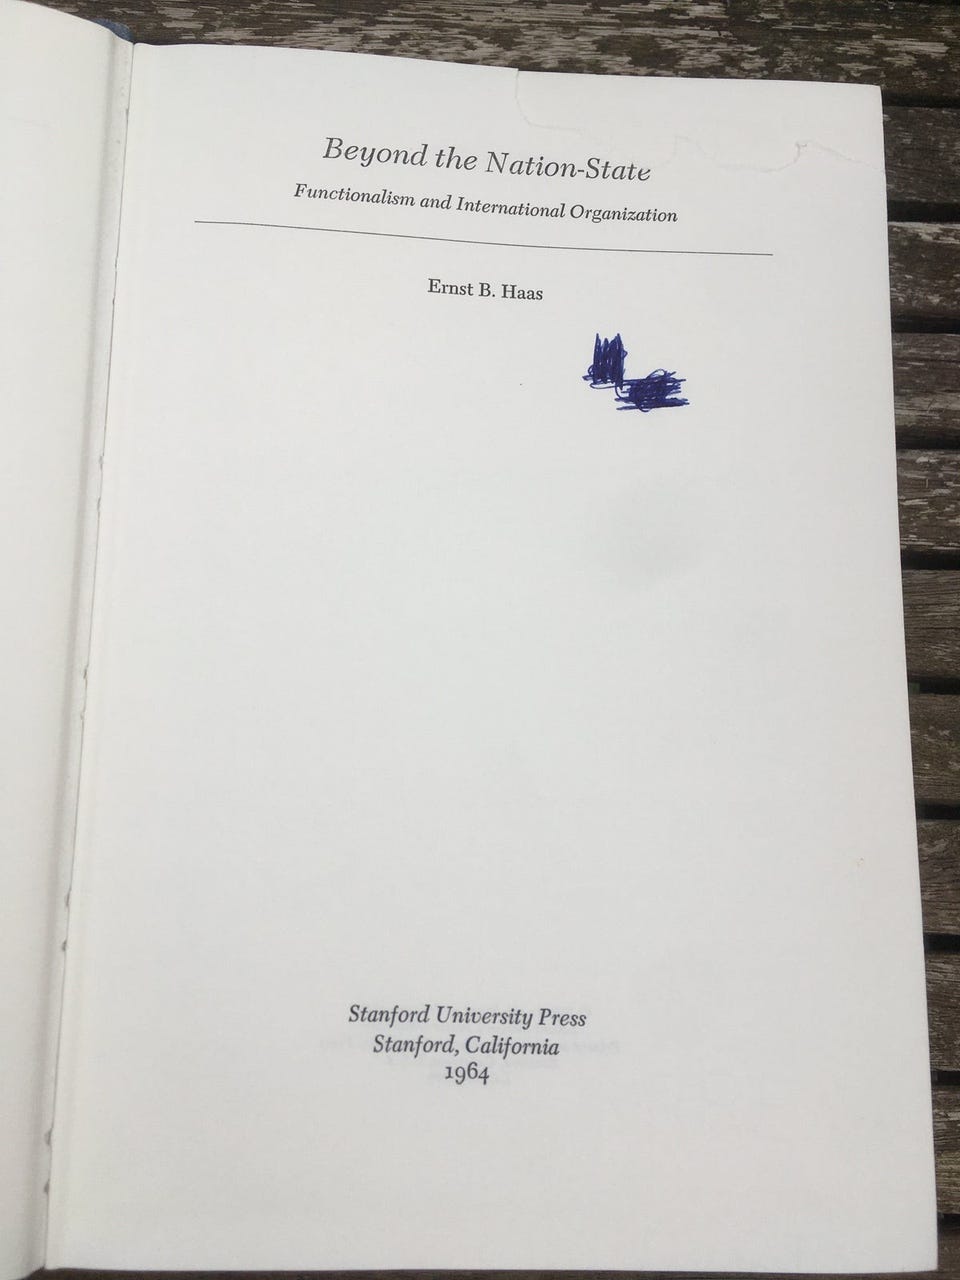 Beyond the Nation-State
Functionalism and International Organization
Ernst B. Haas
Stanford University Press
Stanford, California
1964